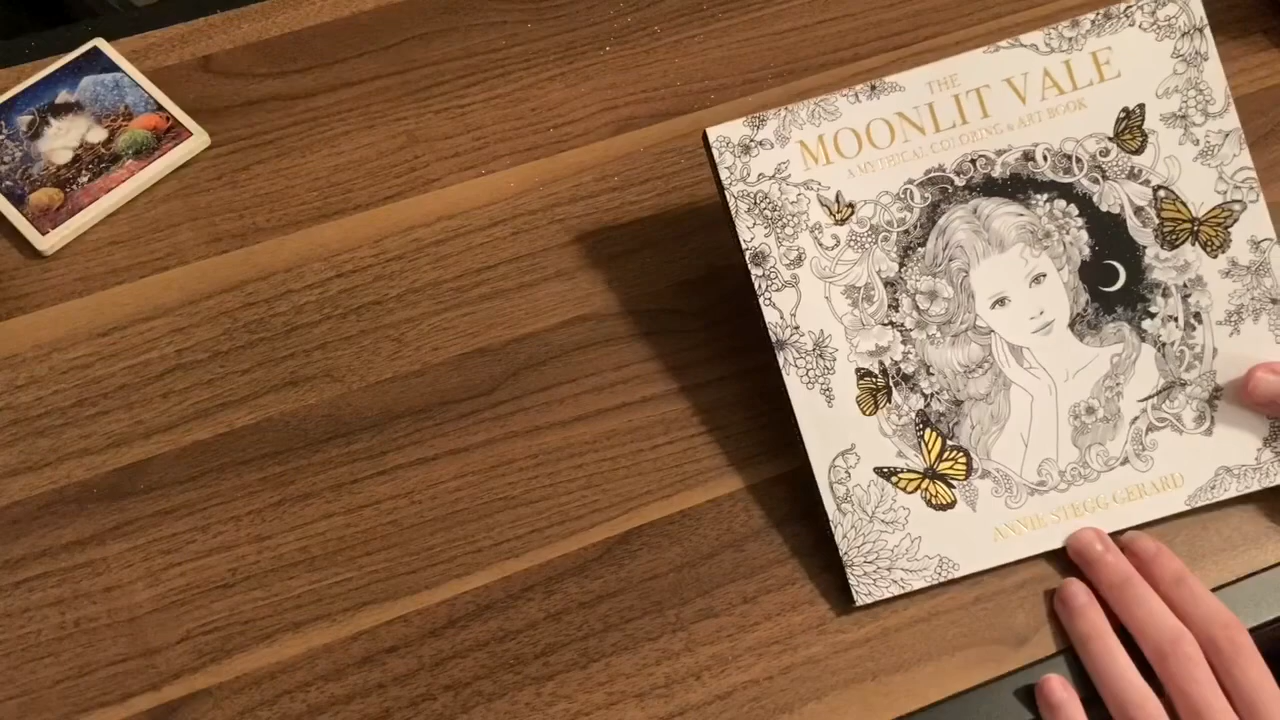 THE
MOONLIT VALE
A MYTHICAL COLORING & ART BOOK
ANNIE STEGG GERARD